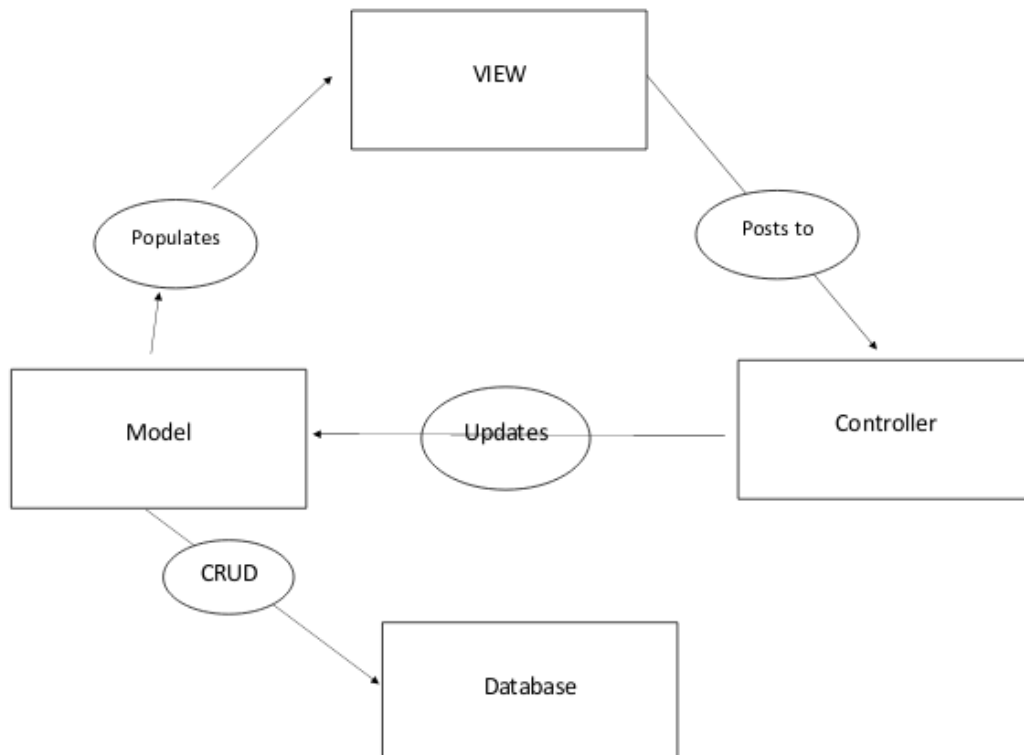 VIEW
Populates
Posts to
Model
Updates
Controller
CRUD
Database